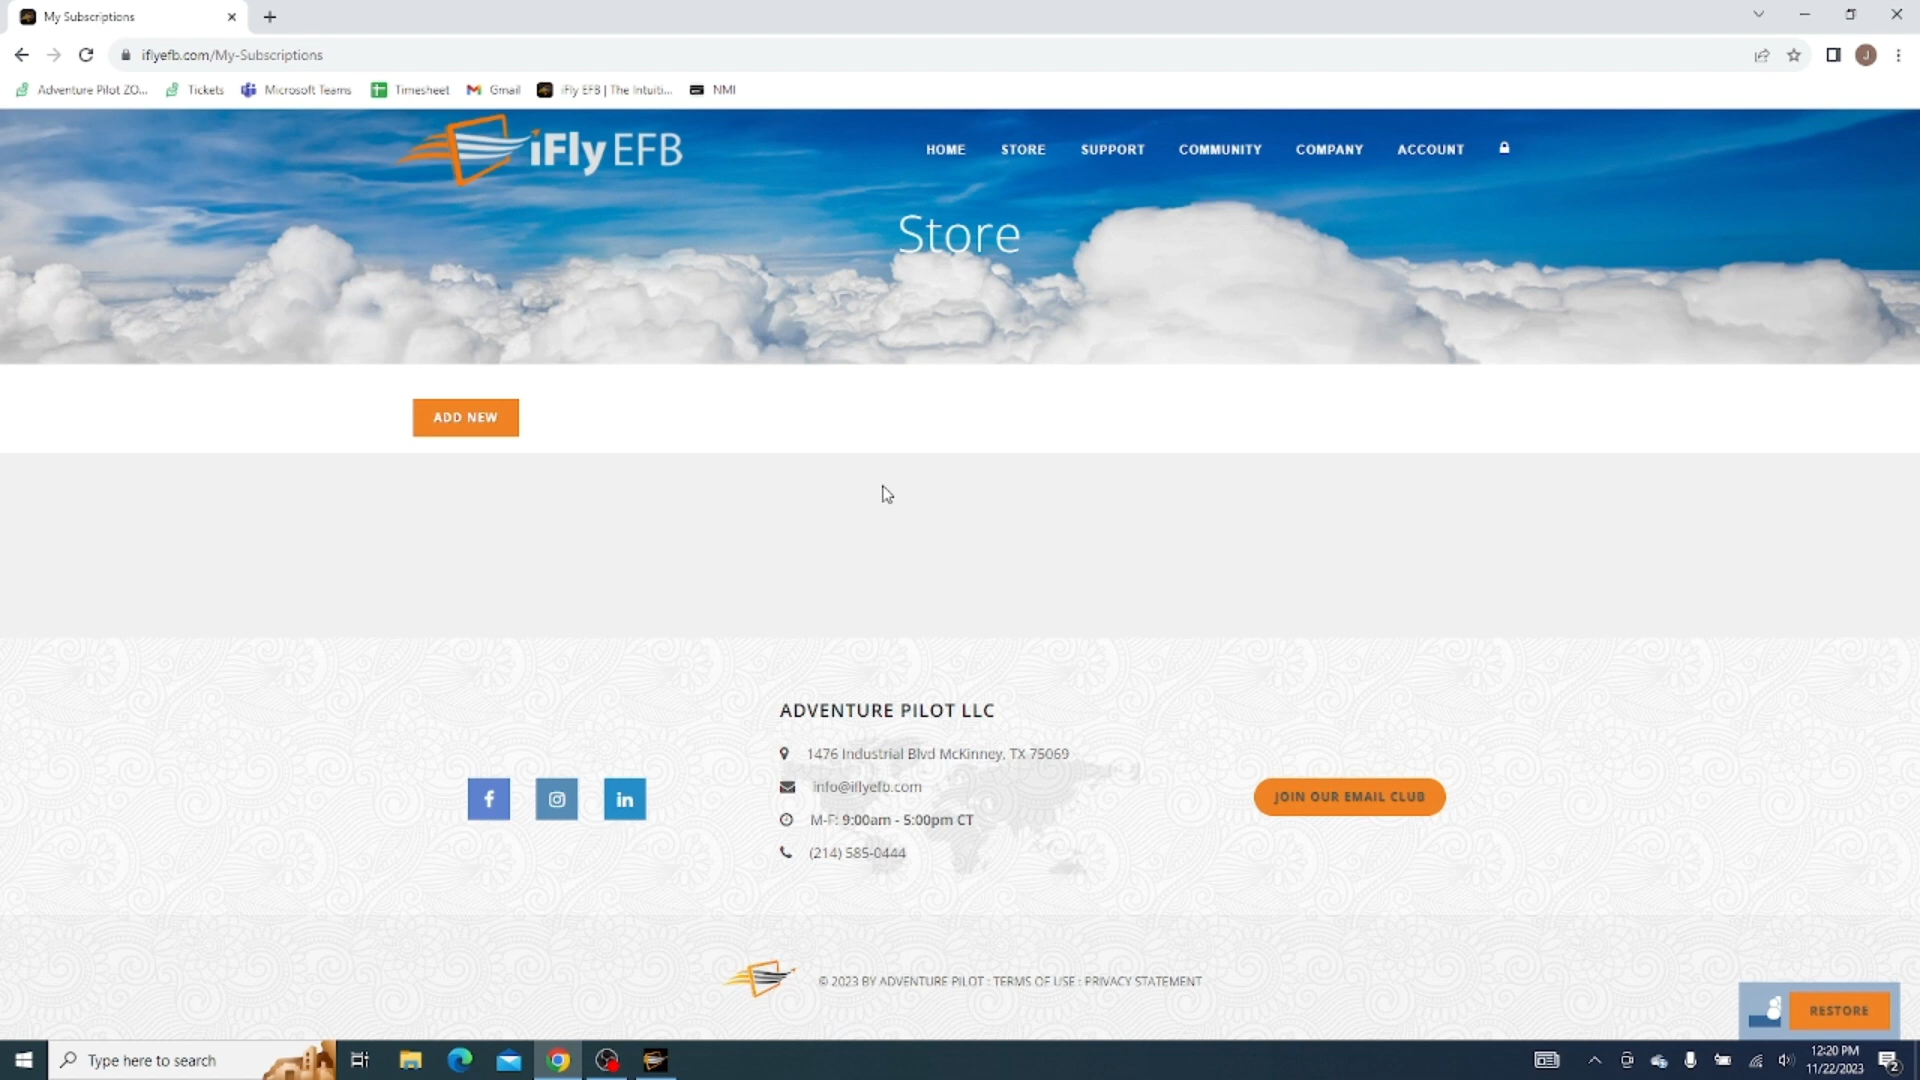 My Subscriptions
iflyefb.com/My-Subscriptions
J
Adventure Pilot ZO...
Tickets
Microsoft Teams
Timesheet
Gmail
iFly EFB | The Intuiti...
NMI
iFly EFB
HOME
STORE
SUPPORT
COMMUNITY
COMPANY
ACCOUNT
Store
ADD NEW
ADVENTURE PILOT LLC
1476 Industrial Blvd McKinney, TX 75069
info@iflyefb.com
M-F: 9:00am - 5:00pm CT
(214) 585-0444
f
in
JOIN OUR EMAIL CLUB
© 2023 BY ADVENTURE PILOT : TERMS OF USE : PRIVACY STATEMENT
RESTORE
Type here to search
12:20 PM
11/22/2023
2